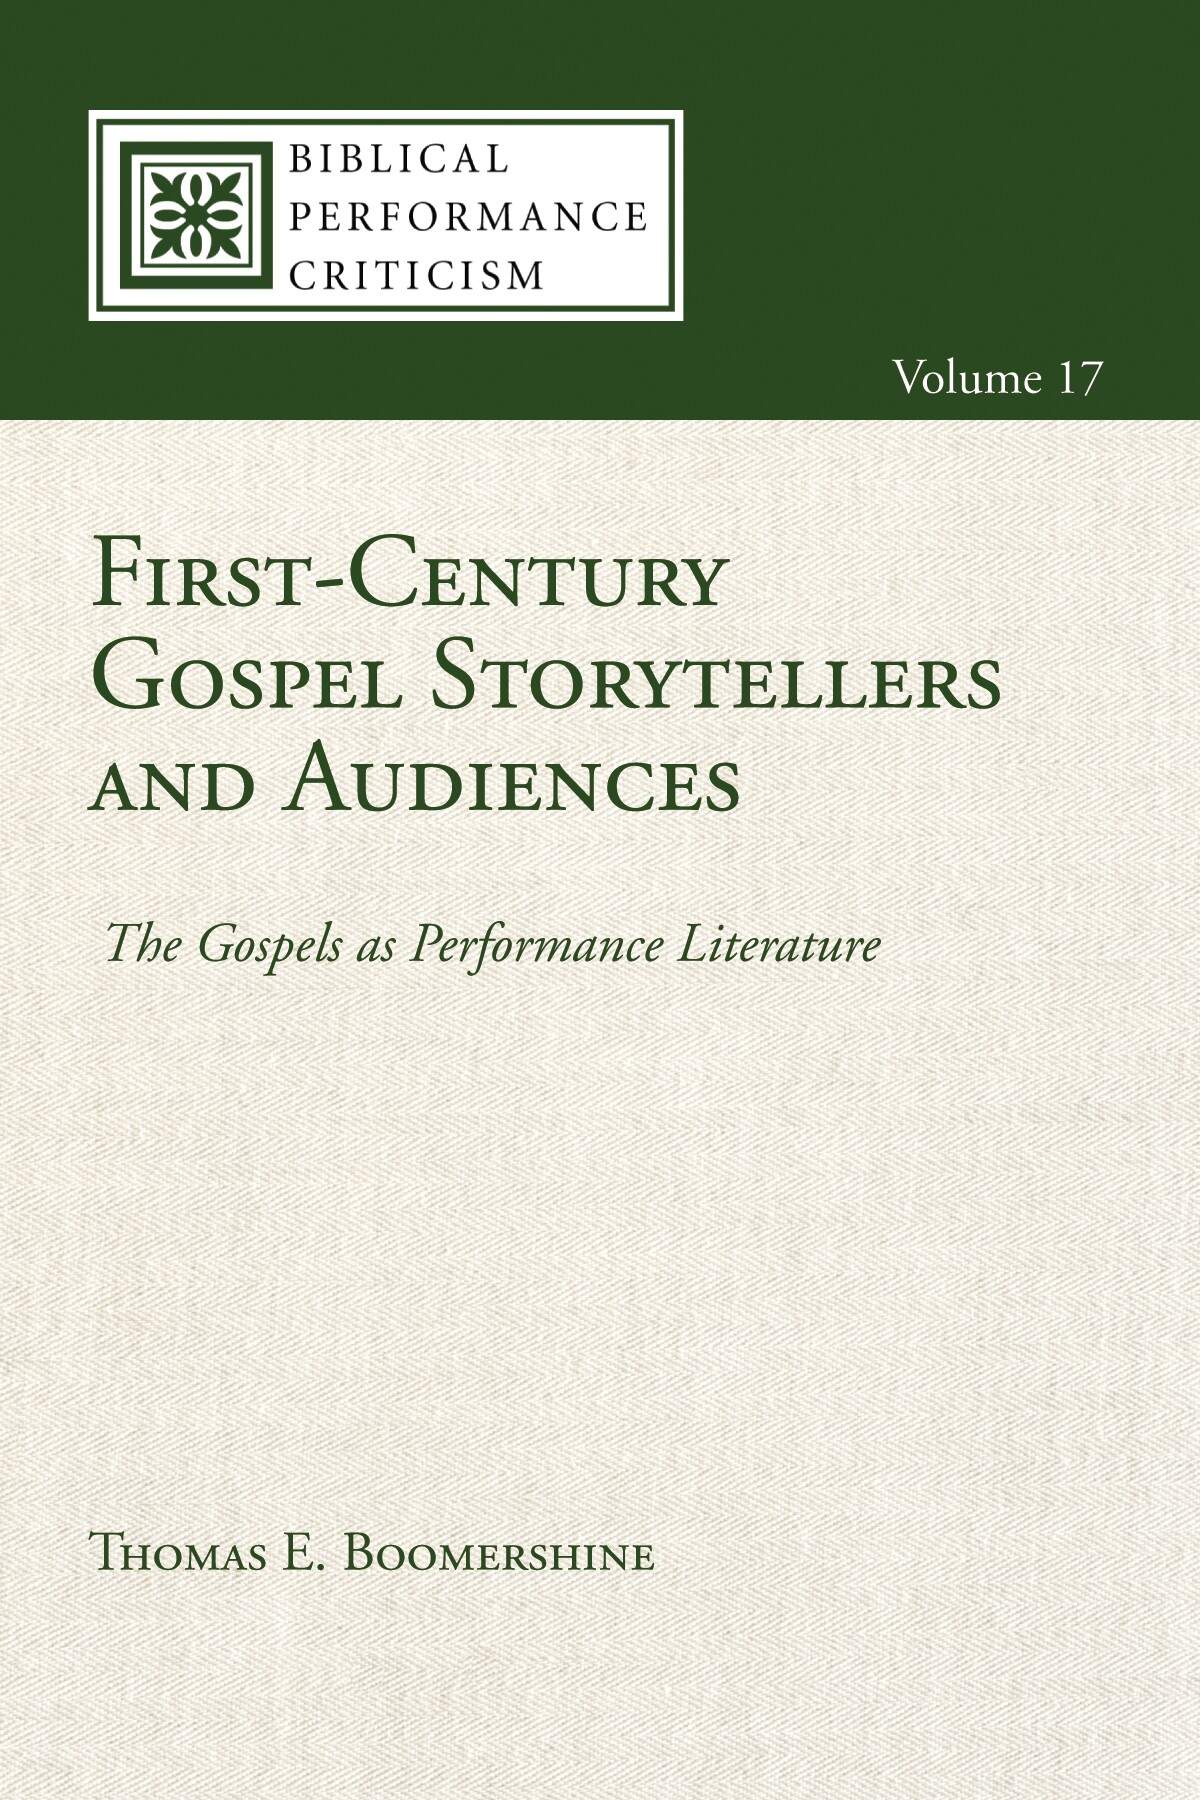 BIBLICAL
PERFORMANCE
CRITICISM
Volume 17
First-Century
Gospel Storytellers
and Audiences
The Gospels as Performance Literature
Thomas E. Boomershine